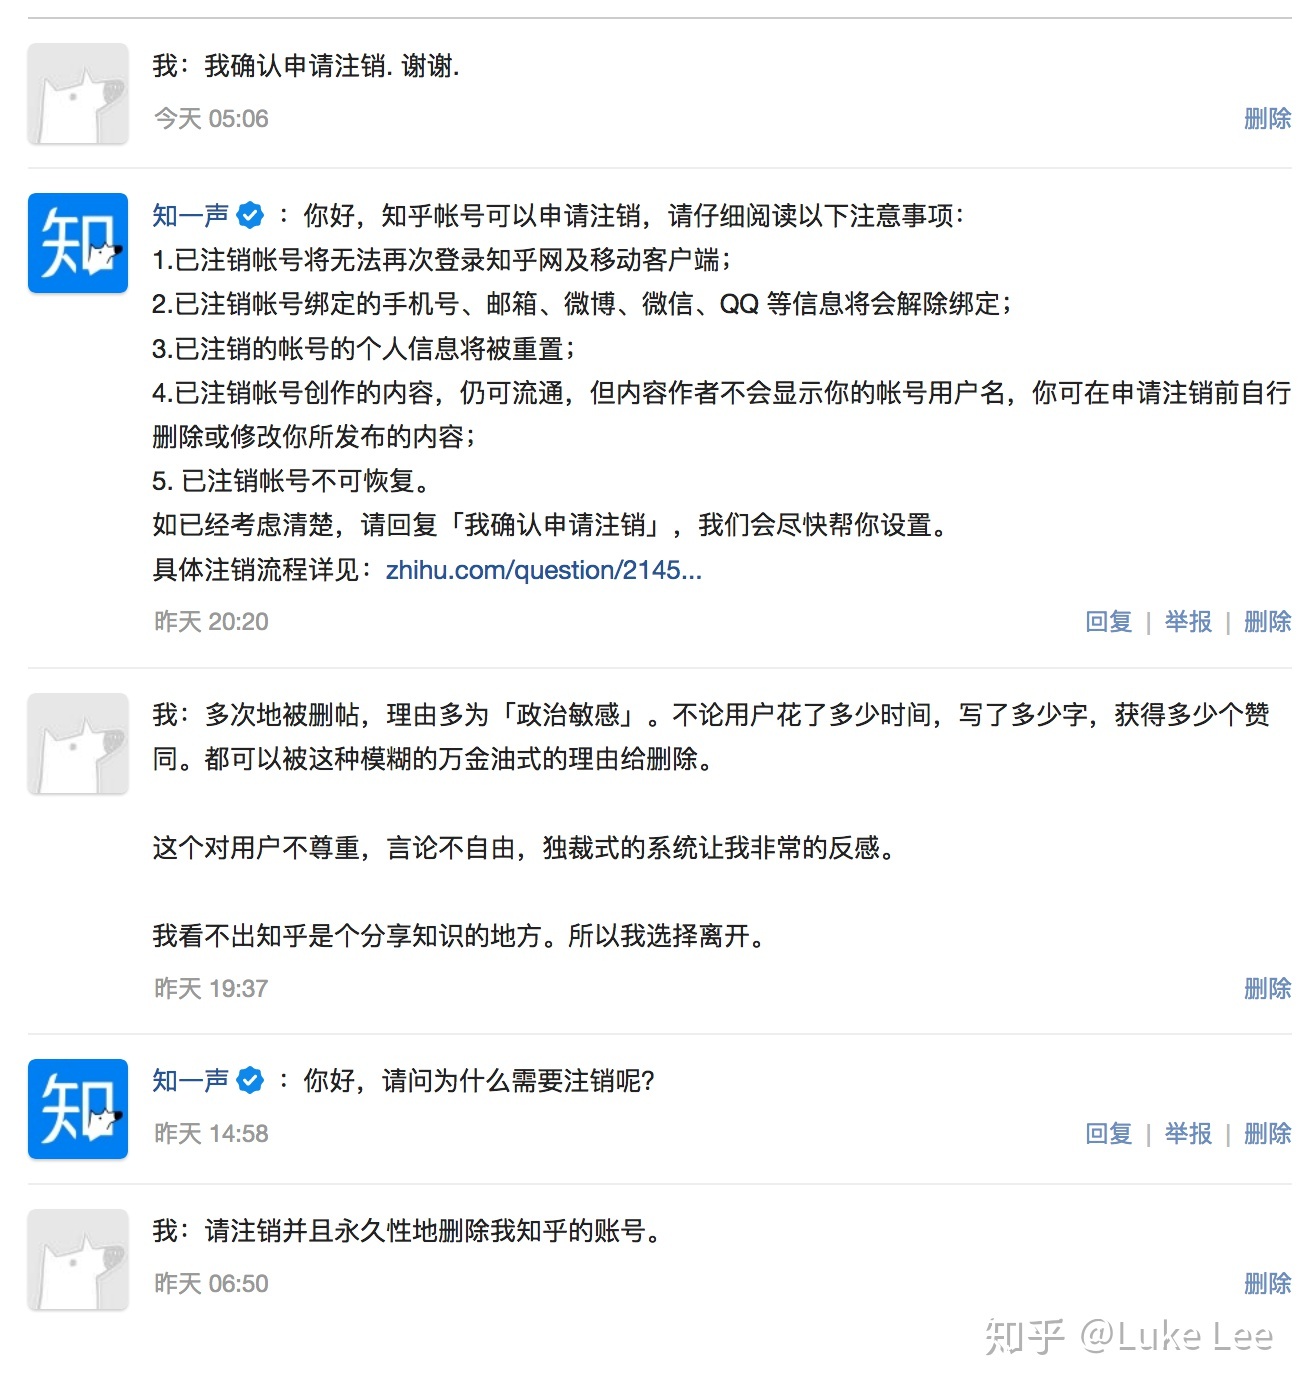 我：我确认申请注销. 谢谢.
今天 05:06
删除
知
知一声 ：你好，知乎帐号可以申请注销，请仔细阅读以下注意事项：
1.已注销帐号将无法再次登录知乎网及移动客户端；
2.已注销帐号绑定的手机号、邮箱、微博、微信、QQ 等信息将会解除绑定；
3.已注销的帐号的个人信息将被重置；
4.已注销帐号创作的内容，仍可流通，但内容作者不会显示你的帐号用户名，你可在申请注销前自行
删除或修改你所发布的内容；
5. 已注销帐号不可恢复。
如已经考虑清楚，请回复「我确认申请注销」，我们会尽快帮你设置。
具体注销流程详见：zhihu.com/question/2145...
昨天 20:20
回复 | 举报 | 删除
我：多次地被删帖，理由多为「政治敏感」。不论用户花了多少时间，写了多少字，获得多少个赞
同。都可以被这种模糊的万金油式的理由给删除。
这个对用户不尊重，言论不自由，独裁式的系统让我非常的反感。
我看不出知乎是个分享知识的地方。所以我选择离开。
昨天 19:37
删除
知
知一声 ：你好，请问为什么需要注销呢？
昨天 14:58
回复 | 举报 | 删除
我：请注销并且永久性地删除我知乎的账号。
昨天 06:50
删除
知乎 @Luke Lee